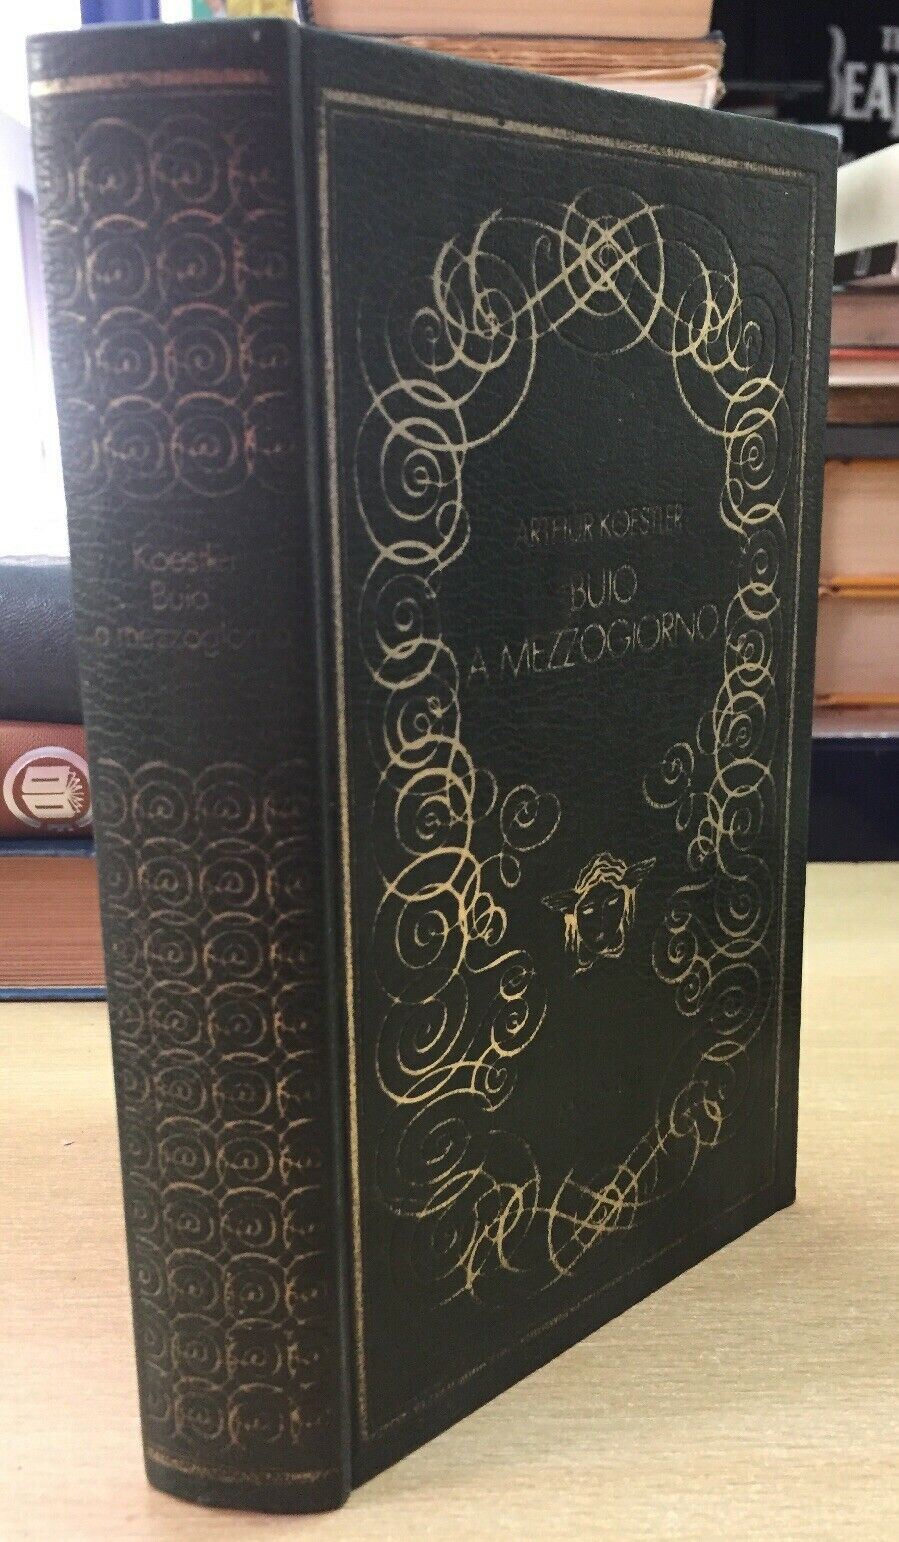 Koestler
Buio
a mezzogiorno
ARTHUR KOESTLER
BUIO
A MEZZOGIORNO